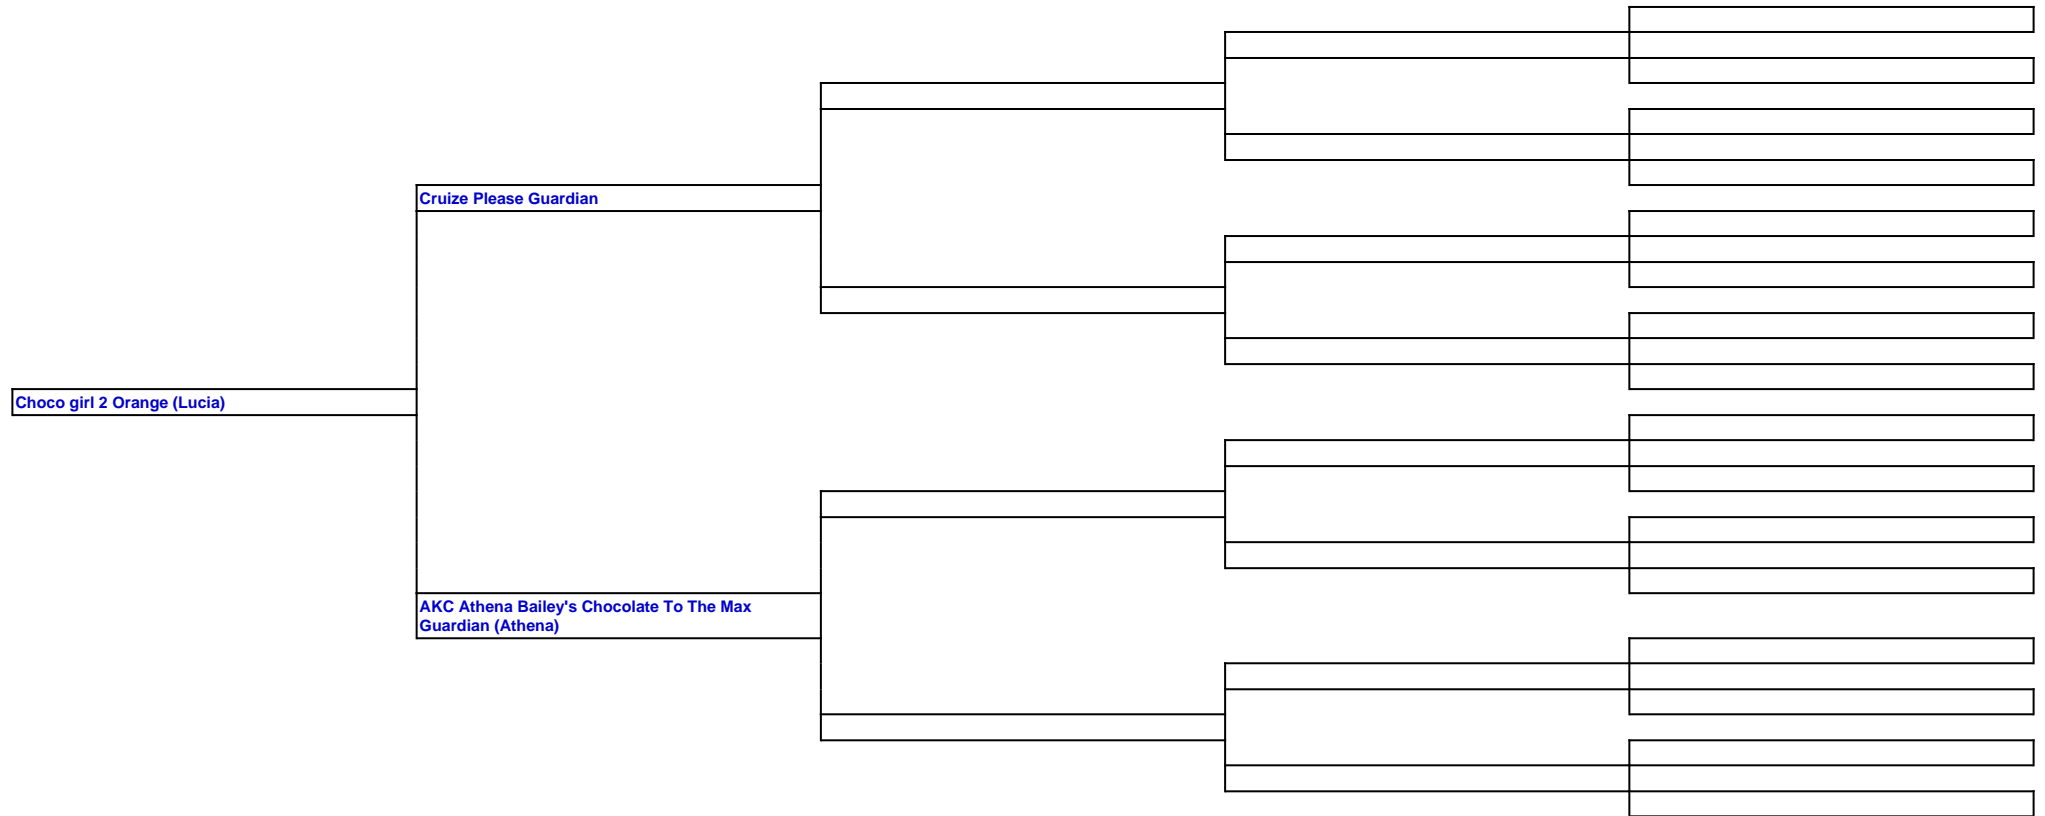 Cruize Please Guardian
Choco girl 2 Orange (Lucia)
AKC Athena Bailey's Chocolate To The Max
Guardian (Athena)